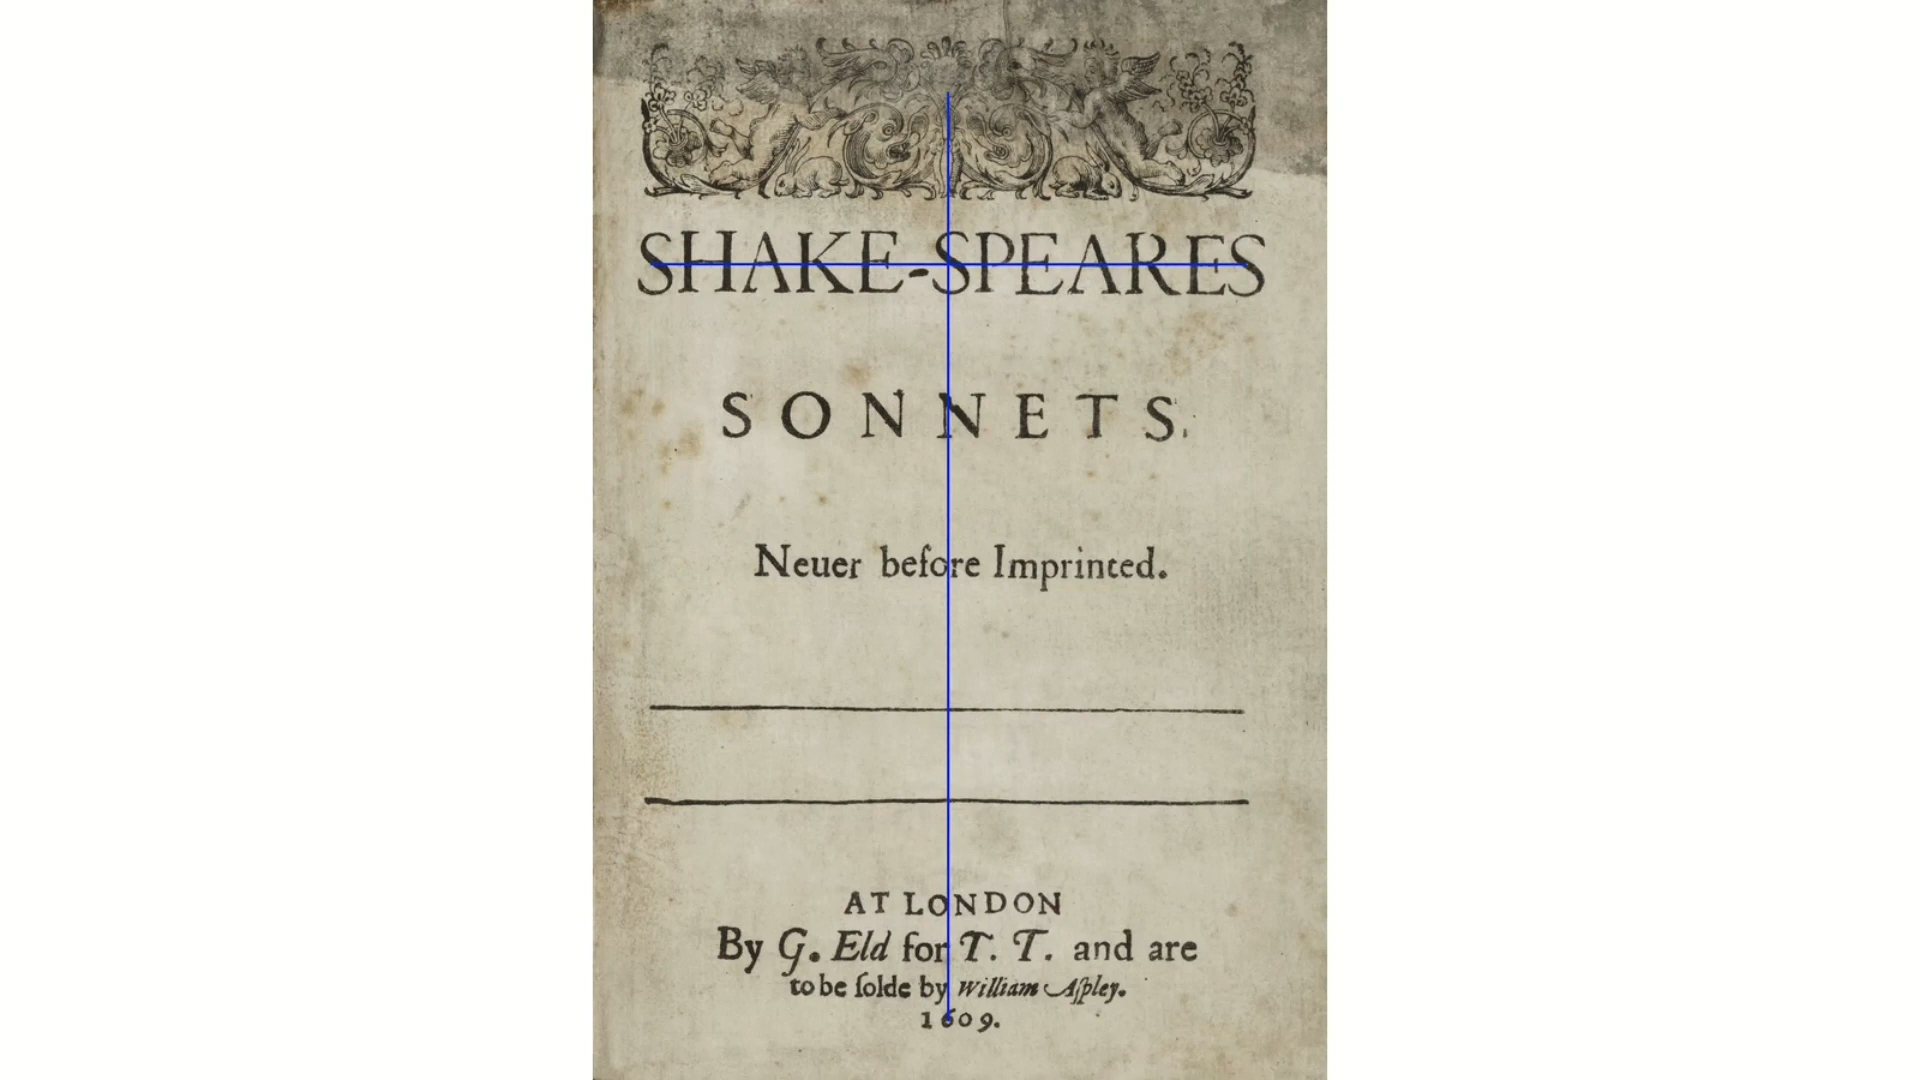 SHAKE-SPEARES
SONNETS.
Neuer before Imprinted.
AT LONDON
By G. Eld for T. T. and are
to be ſolde by William Aſpley.
1609.